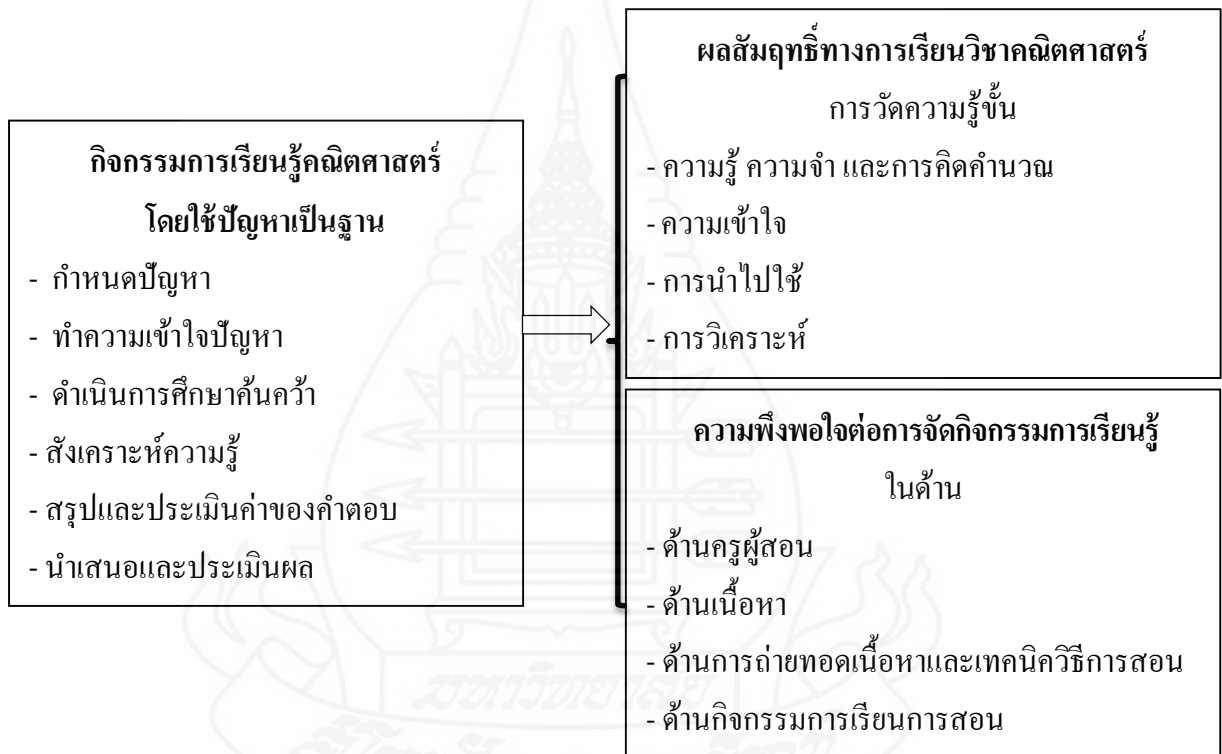 กิจกรรมการเรียนรู้คณิตศาสตร์
โดยใช้ปัญหาเป็นฐาน
- กำหนดปัญหา
- ทำความเข้าใจปัญหา
- ดำเนินการศึกษาค้นคว้า
- สังเคราะห์ความรู้
- สรุปและประเมินค่าของคำตอบ
- นำเสนอและประเมินผล
ผลสัมฤทธิ์ทางการเรียนวิชาคณิตศาสตร์
การวัดความรู้ขั้น
- ความรู้ ความจำ และการคิดคำนวณ
- ความเข้าใจ
- การนำไปใช้
- การวิเคราะห์
ความพึงพอใจต่อการจัดกิจกรรมการเรียนรู้
ในด้าน
- ด้านครูผู้สอน
- ด้านเนื้อหา
- ด้านการถ่ายทอดเนื้อหาและเทคนิควิธีการสอน
- ด้านกิจกรรมการเรียนการสอน